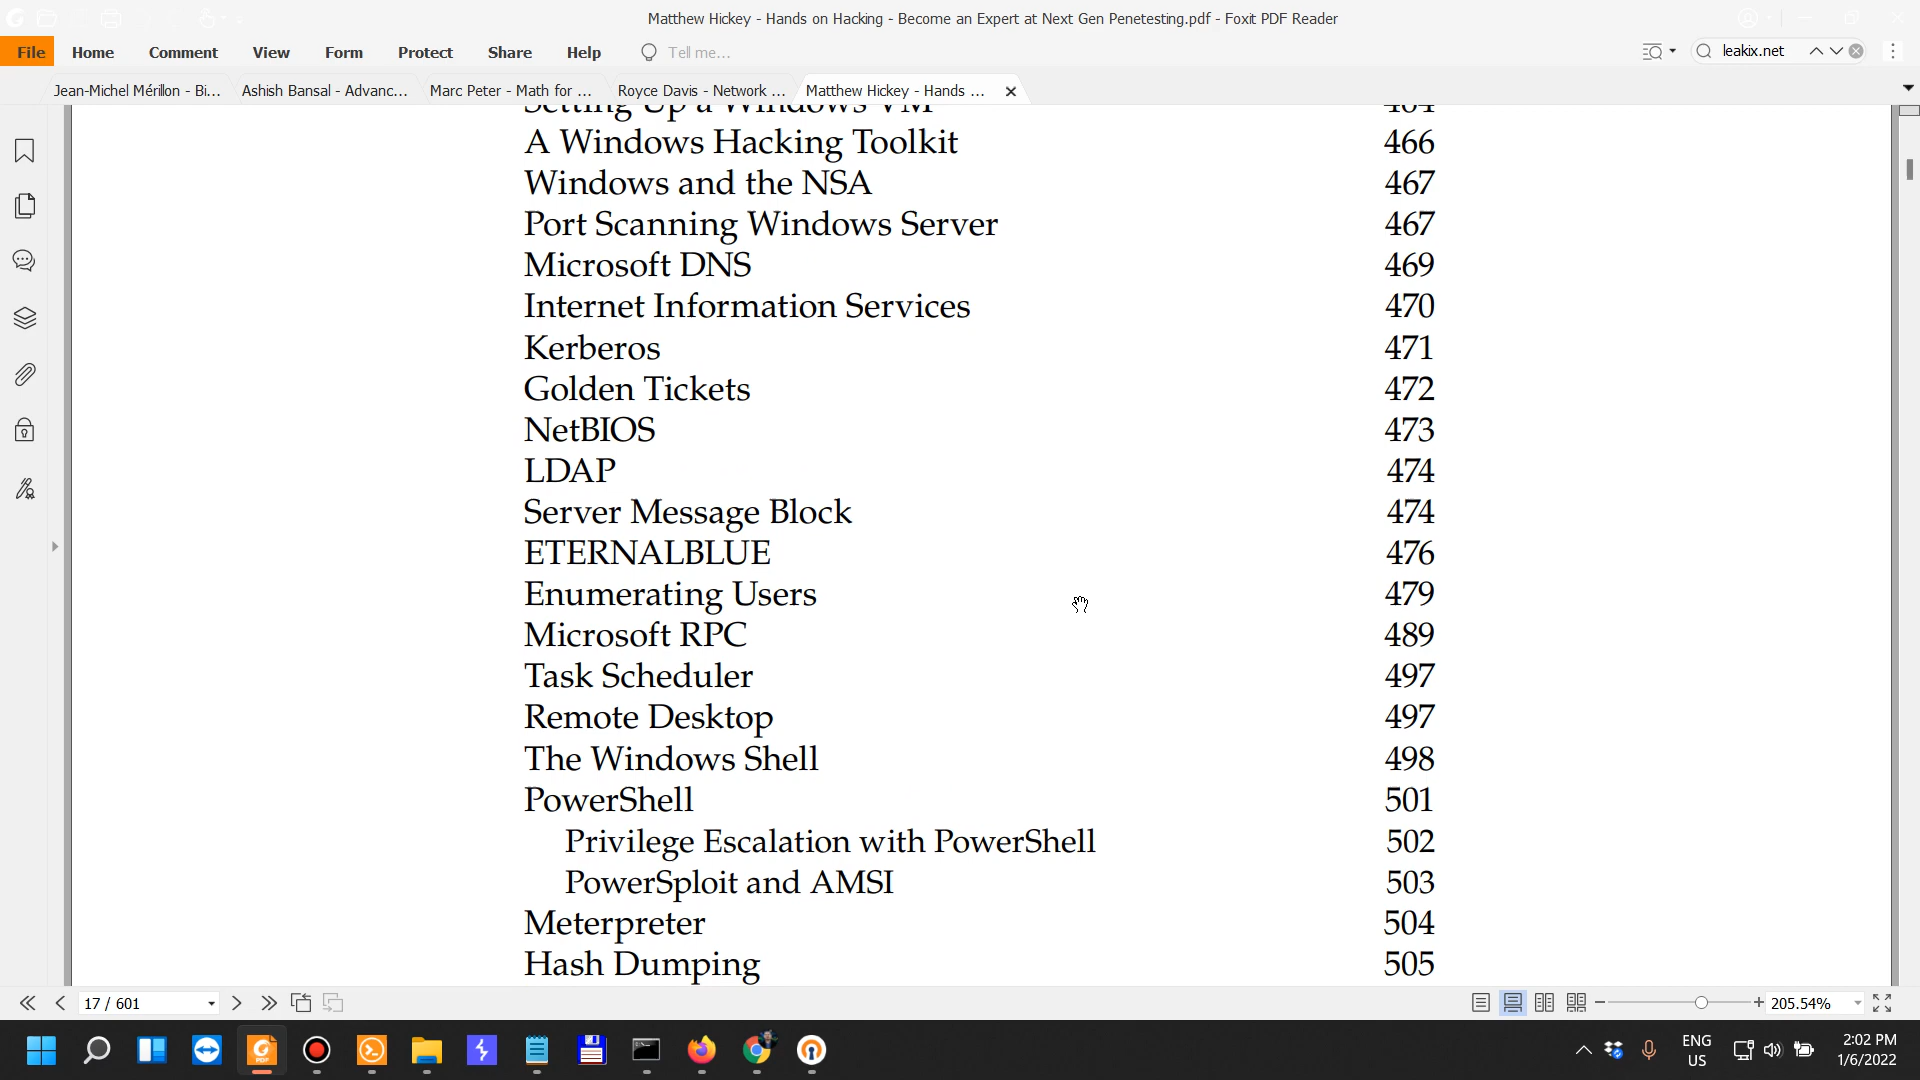 Matthew Hickey - Hands on Hacking - Become an Expert at Next Gen Penetesting.pdf - Foxit PDF Reader
File Home Comment View Form Protect Share Help Tell me... leakix.net
Jean-Michel Mérillon - Bi... Ashish Bansal - Advanc... Marc Peter - Math for ... Royce Davis - Network ... Matthew Hickey - Hands ...
Setting Up a Windows VM 464
A Windows Hacking Toolkit 466
Windows and the NSA 467
Port Scanning Windows Server 467
Microsoft DNS 469
Internet Information Services 470
Kerberos 471
Golden Tickets 472
NetBIOS 473
LDAP 474
Server Message Block 474
ETERNALBLUE 476
Enumerating Users 479
Microsoft RPC 489
Task Scheduler 497
Remote Desktop 497
The Windows Shell 498
PowerShell 501
Privilege Escalation with PowerShell 502
PowerSploit and AMSI 503
Meterpreter 504
Hash Dumping 505
17 / 601 205.54%
ENG 2:02 PM
US 1/6/2022